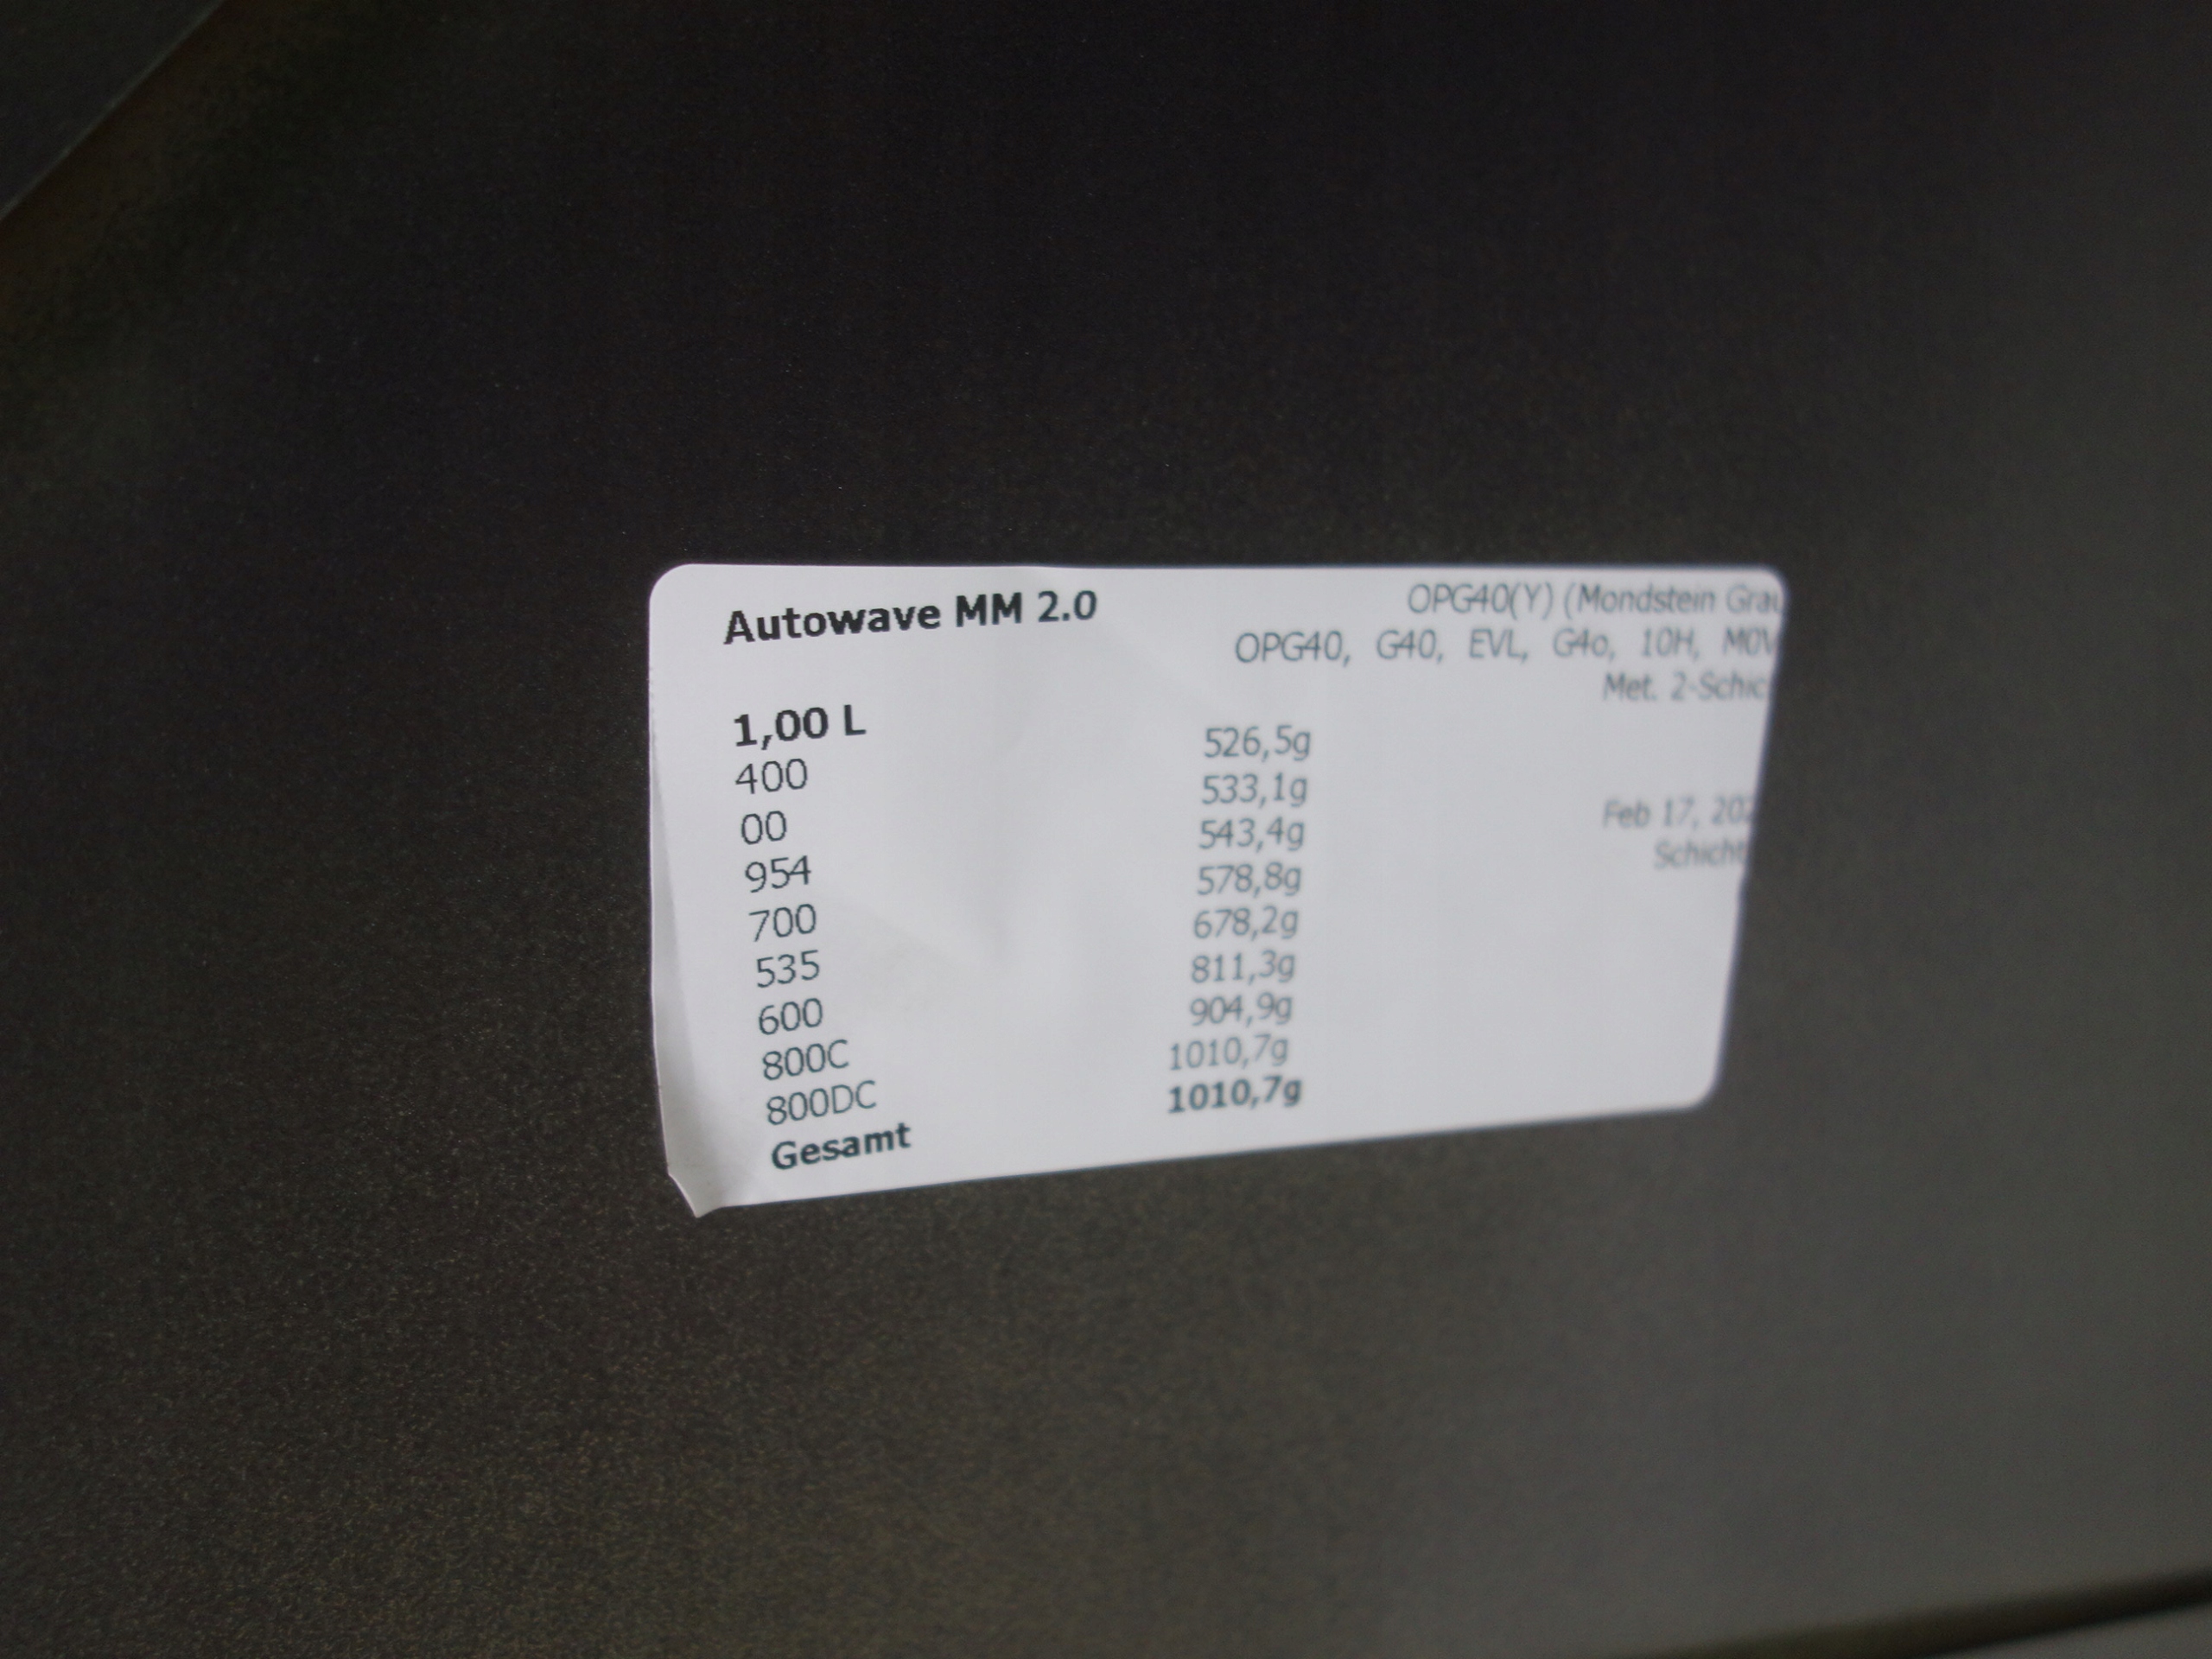 Autowave MM 2.0 OPG40(Y) (Mondstein Grau
OPG40, G40, EVL, G4o, 10H, M0V
Met. 2-Schic
1,00 L
400 526,5g
00 533,1g
954 543,4g
700 578,8g
535 678,2g
600 811,3g
800C 904,9g
800DC 1010,7g
Gesamt 1010,7g
Feb 17, 202
Schicht